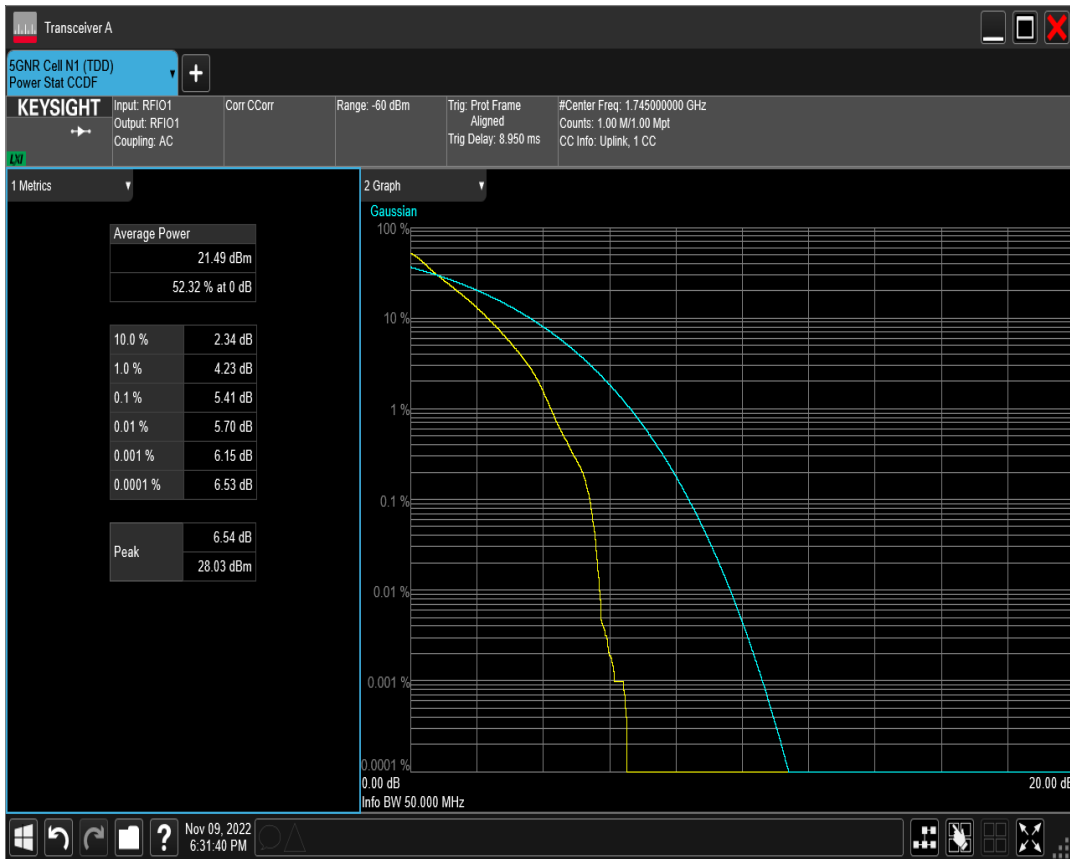 Transceiver A
5GNR Cell N1 (TDD)
Power Stat CCDF
+
KEYSIGHT
LXI
Input: RFIO1
Output: RFIO1
Coupling: AC
Corr CCorr
Range: -60 dBm
Trig: Prot Frame
Aligned
Trig Delay: 8.950 ms
#Center Freq: 1.745000000 GHz
Counts: 1.00 M/1.00 Mpt
CC Info: Uplink, 1 CC
1 Metrics
Average Power
21.49 dBm
52.32 % at 0 dB
10.0 % 2.34 dB
1.0 % 4.23 dB
0.1 % 5.41 dB
0.01 % 5.70 dB
0.001 % 6.15 dB
0.0001 % 6.53 dB
Peak
6.54 dB
28.03 dBm
2 Graph
Gaussian
100 %
10 %
1 %
0.1 %
0.01 %
0.001 %
0.0001 %
0.00 dB
20.00 dB
Info BW 50.000 MHz
?
Nov 09, 2022
6:31:40 PM